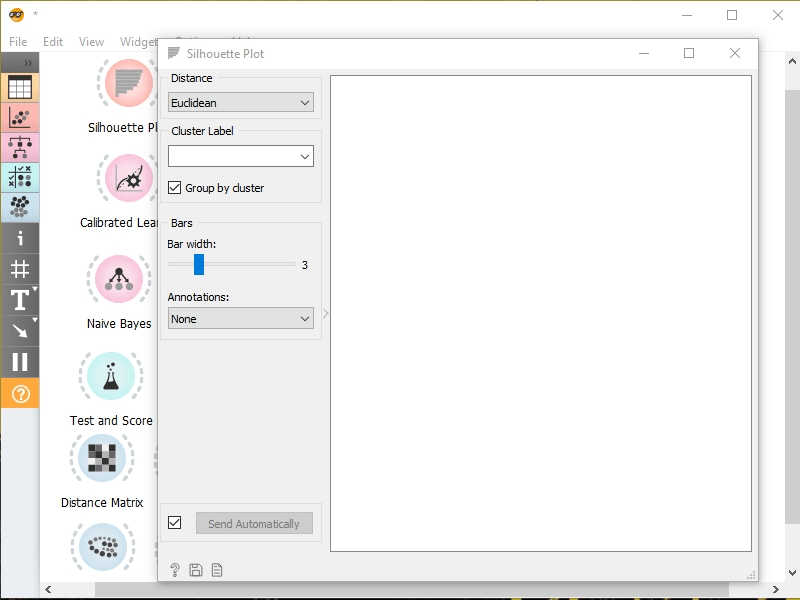 *
File Edit View Widget
Silhouette Plot
Distance
Euclidean
Cluster Label
Group by cluster
Bars
Bar width:
3
Annotations:
None
Send Automatically
Silhouette Pl
Calibrated Lear
Naive Bayes
Test and Score
Distance Matrix